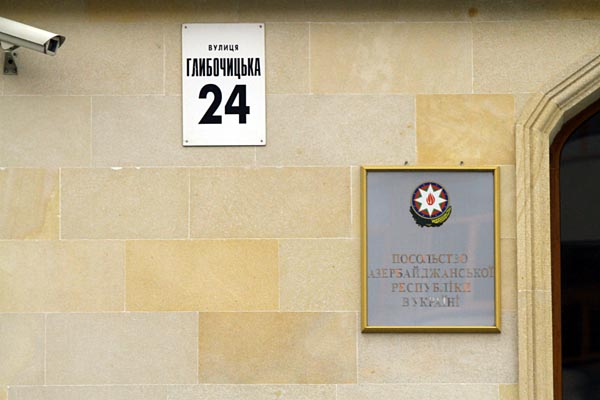 ВУЛИЦЯ
ГЛИБОЧИЦЬКА
24
ПОСОЛЬСТВО
АЗЕРБАЙДЖАНСЬКОЇ
РЕСПУБЛІКИ
В УКРАЇНІ